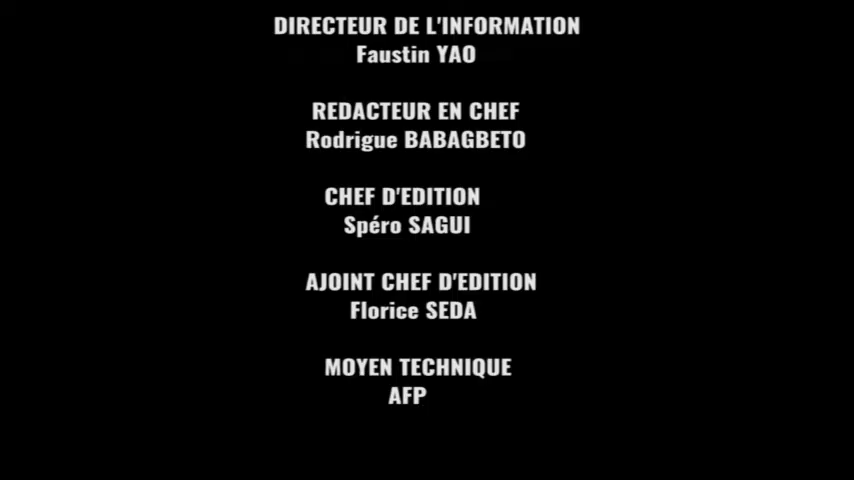 DIRECTEUR DE L'INFORMATION
Faustin YAO
REDACTEUR EN CHEF
Rodrigue BABAGBETO
CHEF D'EDITION
Spéro SAGUI
AJOINT CHEF D'EDITION
Florice SEDA
MOYEN TECHNIQUE
AFP